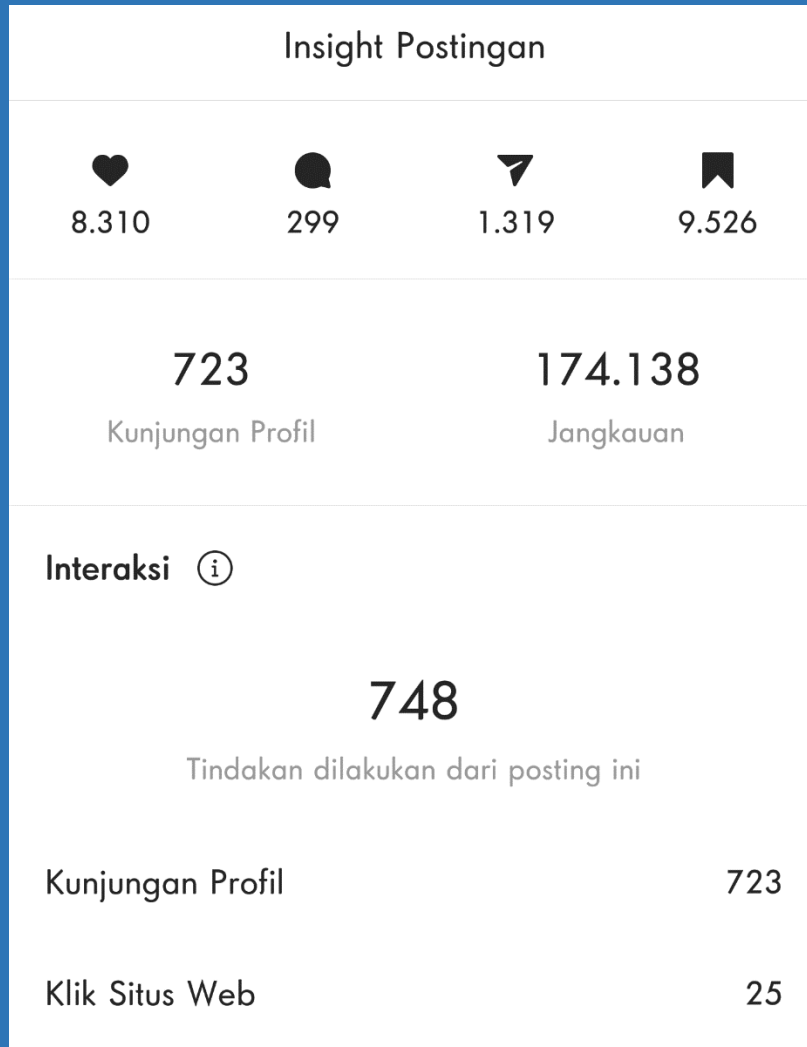 Insight Postingan
8.310 299 1.319 9.526
723 174.138
Kunjungan Profil Jangkauan
Interaksi
748
Tindakan dilakukan dari posting ini
Kunjungan Profil 723
Klik Situs Web 25